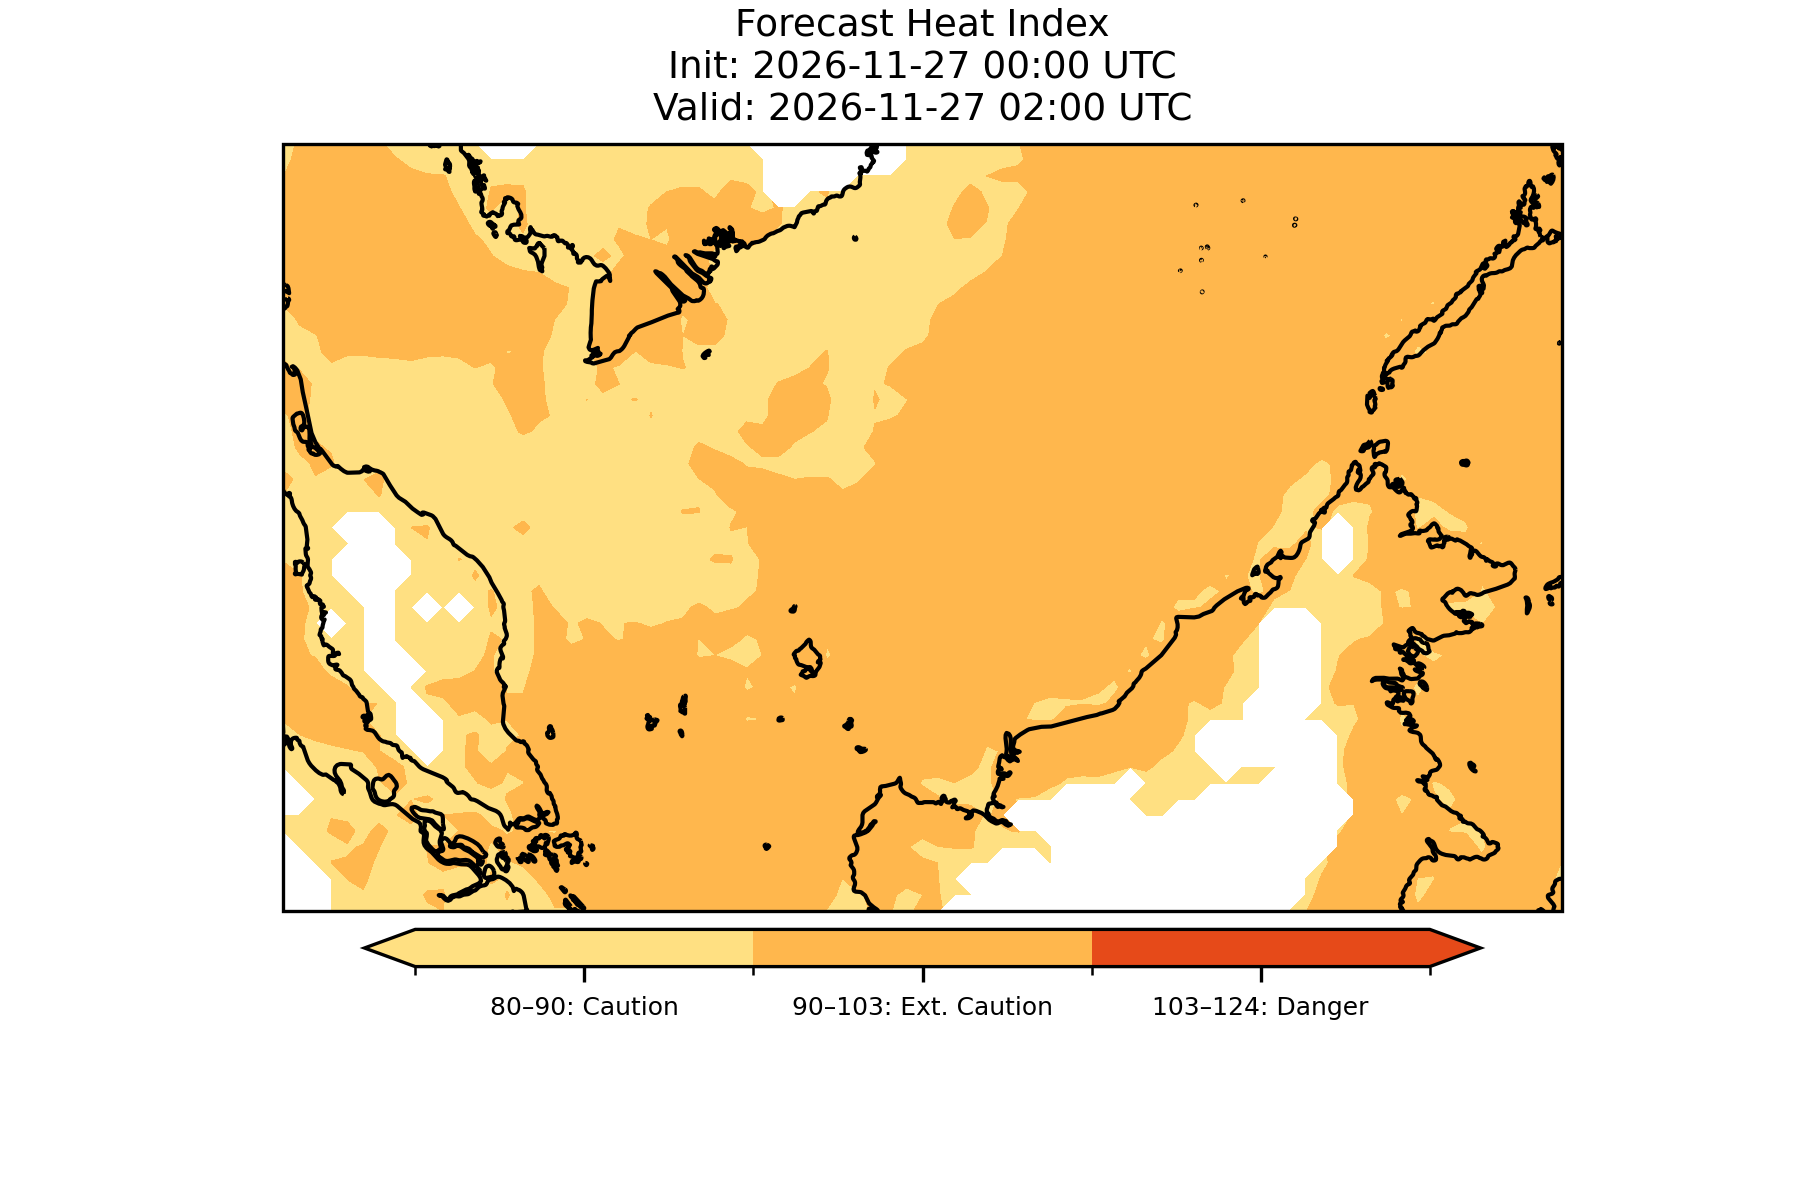 Forecast Heat Index
Init: 2026-11-27 00:00 UTC
Valid: 2026-11-27 02:00 UTC
80–90: Caution
90–103: Ext. Caution
103–124: Danger